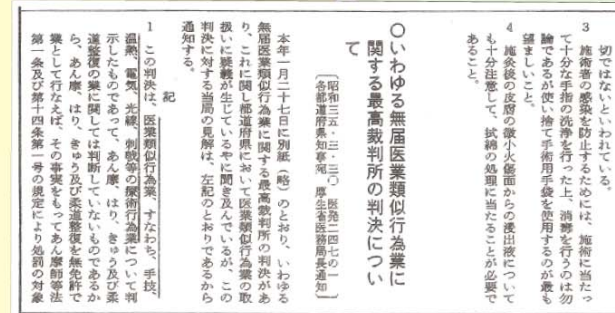 切ではないといわれている。
3　施術者の感染を防止するためには、施術に当たっ
て十分な手指の洗浄を行った上、消毒を行うのは勿
論であるが使い捨て手術用手袋を使用するのが最も
望ましいこと。
4　施灸後の皮膚の微小火傷面からの浸出液について
も十分注意して、拭綿の処理に当たることが必要で
あること。
○いわゆる無届医業類似行為業に
関する最高裁判所の判決につい
て
〔昭和三五・三・三〇　医発二四七の一
各都道府県知事宛　厚生省医務局長通知〕
本年一月二十七日に別紙（略）のとおり、いわゆる
無届医業類似行為業に関する最高裁判所の判決があ
り、これに関し都道府県において医業類似行為業の取
扱いに疑義が生じているやに聞き及んでいるが、この
判決に対する当局の見解は、左記のとおりであるから
通知する。
記
1　この判決は、医業類似行為業、すなわち、手技、
温熱、電気、光線、刺戟等の療術行為業について判
示したものであって、あん摩、はり、きゅう及び柔
道整復の業に関しては判断していないものであるか
ら、あん摩、はり、きゅう及び柔道整復を無免許で
業として行なえば、その事実をもってあん摩師等法
第一条及び第十四条第一号の規定により処罰の対象